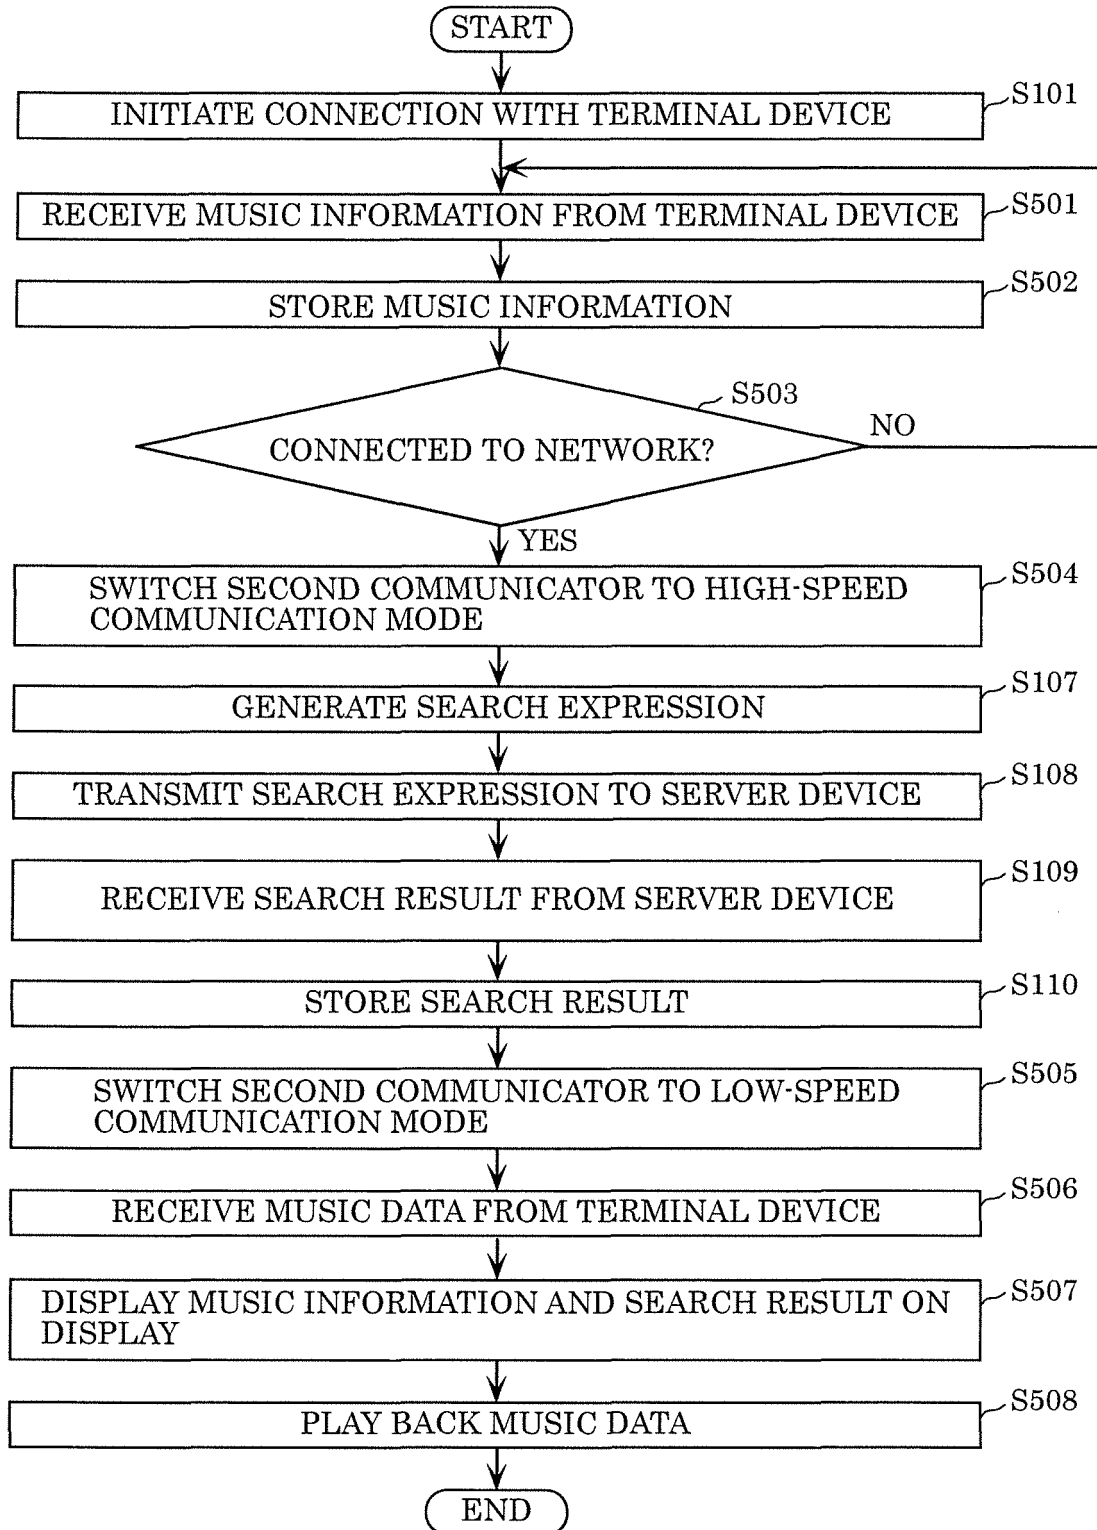 START
INITIATE CONNECTION WITH TERMINAL DEVICE
S101
RECEIVE MUSIC INFORMATION FROM TERMINAL DEVICE
S501
STORE MUSIC INFORMATION
S502
CONNECTED TO NETWORK?
S503
NO
YES
SWITCH SECOND COMMUNICATOR TO HIGH-SPEED
COMMUNICATION MODE
S504
GENERATE SEARCH EXPRESSION
S107
TRANSMIT SEARCH EXPRESSION TO SERVER DEVICE
S108
RECEIVE SEARCH RESULT FROM SERVER DEVICE
S109
STORE SEARCH RESULT
S110
SWITCH SECOND COMMUNICATOR TO LOW-SPEED
COMMUNICATION MODE
S505
RECEIVE MUSIC DATA FROM TERMINAL DEVICE
S506
DISPLAY MUSIC INFORMATION AND SEARCH RESULT ON
DISPLAY
S507
PLAY BACK MUSIC DATA
S508
END